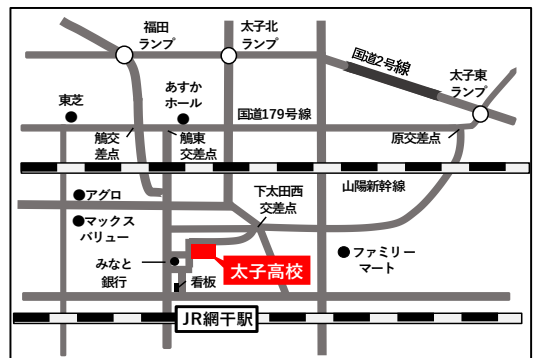 福田
ランプ
太子北
ランプ
国道2号線
太子東
ランプ
東芝
あすか
ホール
国道179号線
鵤交
差点
鵤東
交差点
原交差点
山陽新幹線
アグロ
下太田西
交差点
マックス
バリュー
みなと
銀行
看板
太子高校
ファミリー
マート
JR網干駅